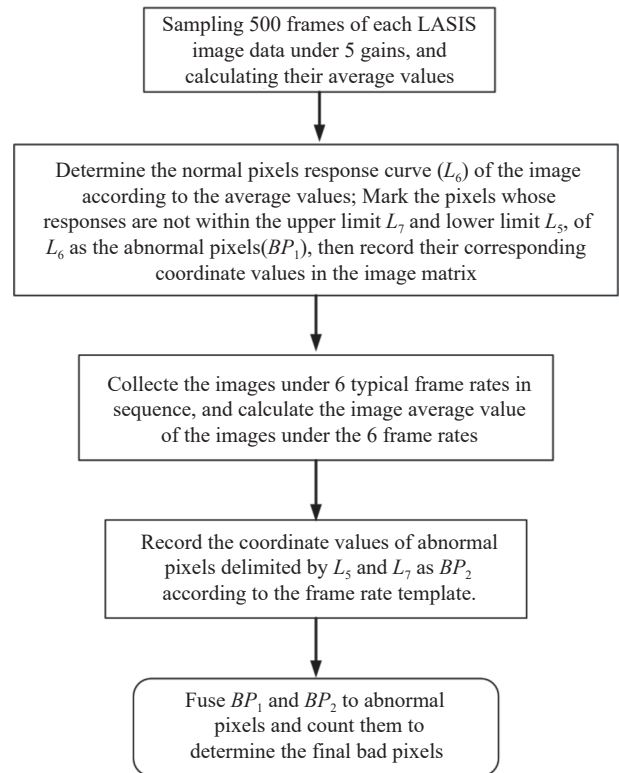 Sampling 500 frames of each LASIS
image data under 5 gains, and
calculating their average values
Determine the normal pixels response curve (L₆) of the image
according to the average values; Mark the pixels whose
responses are not within the upper limit L₇ and lower limit L₅, of
L₆ as the abnormal pixels(BP₁), then record their corresponding
coordinate values in the image matrix
Collecte the images under 6 typical frame rates in
sequence, and calculate the image average value
of the images under the 6 frame rates
Record the coordinate values of abnormal
pixels delimited by L₅ and L₇ as BP₂
according to the frame rate template.
Fuse BP₁ and BP₂ to abnormal
pixels and count them to
determine the final bad pixels